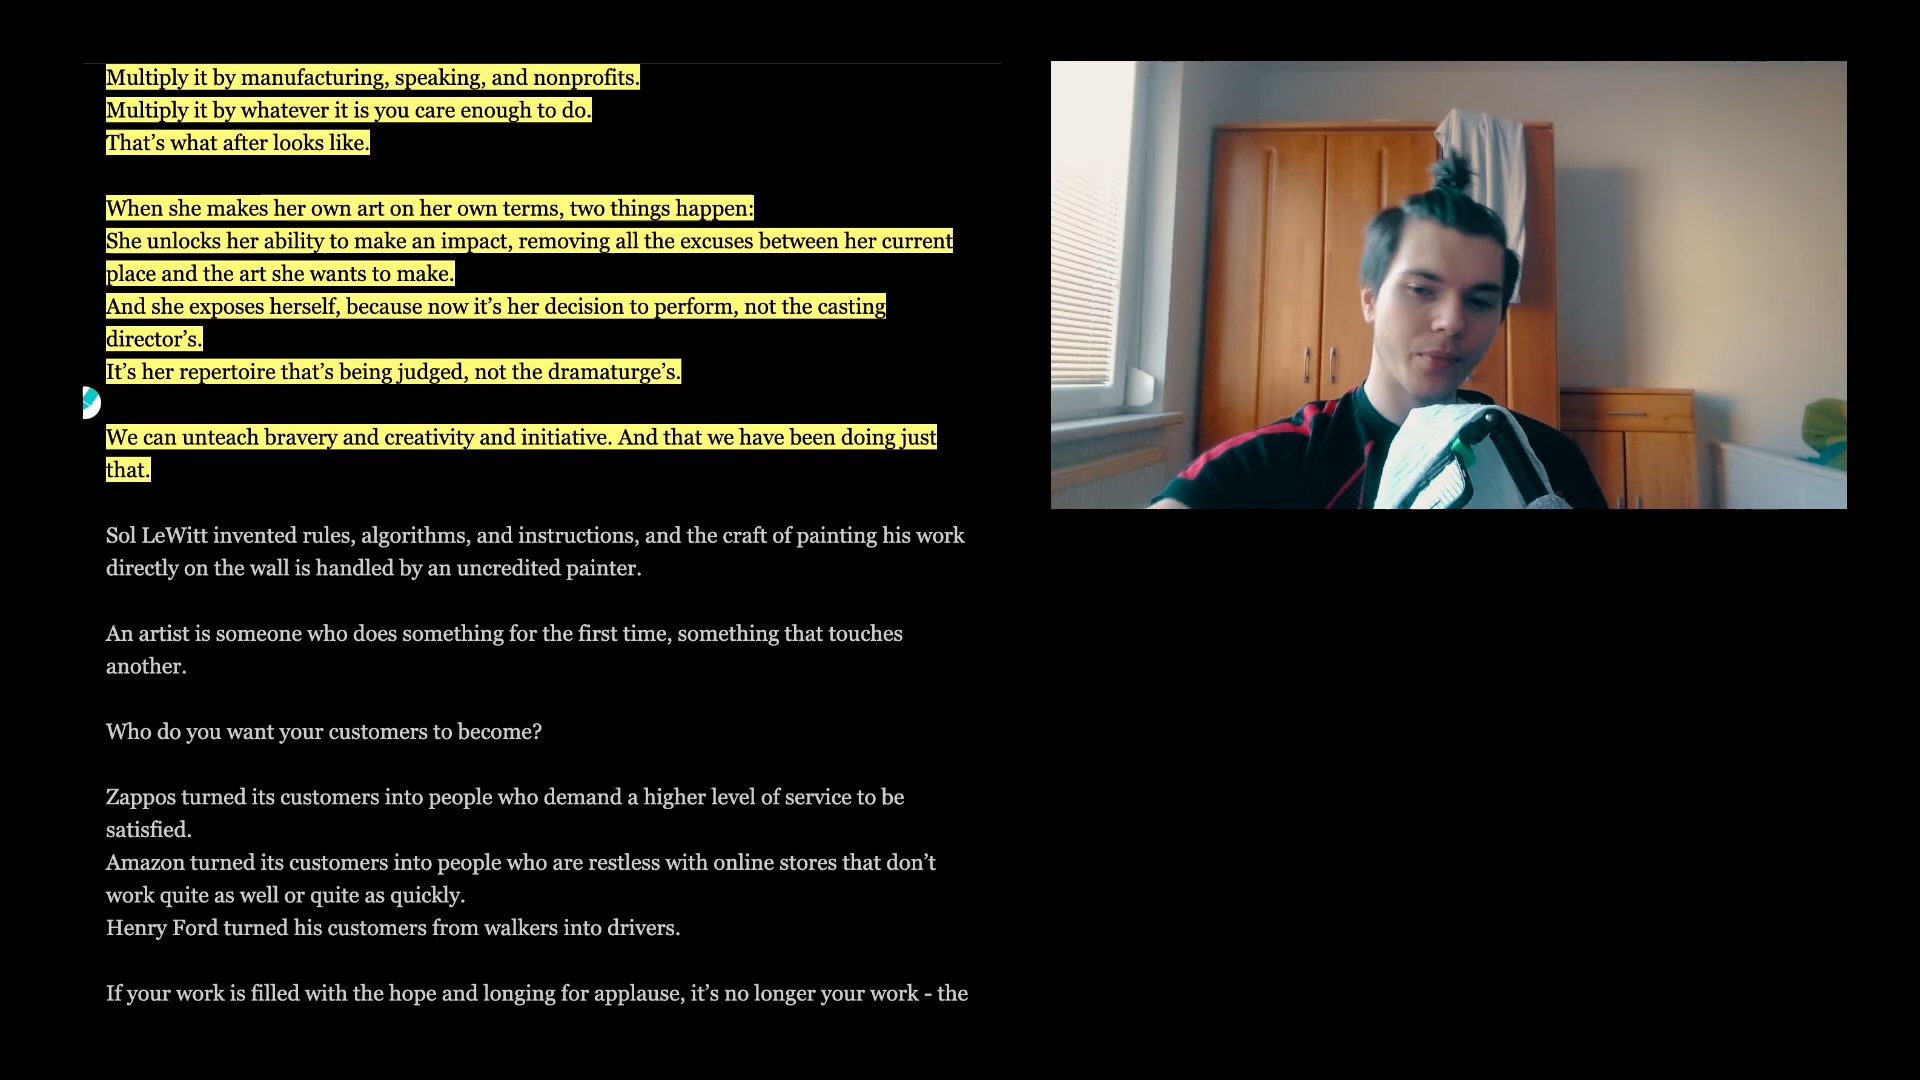 Multiply it by manufacturing, speaking, and nonprofits.
Multiply it by whatever it is you care enough to do.
That’s what after looks like.
When she makes her own art on her own terms, two things happen:
She unlocks her ability to make an impact, removing all the excuses between her current
place and the art she wants to make.
And she exposes herself, because now it’s her decision to perform, not the casting
director’s.
It’s her repertoire that’s being judged, not the dramaturge’s.
We can unteach bravery and creativity and initiative. And that we have been doing just
that.
Sol LeWitt invented rules, algorithms, and instructions, and the craft of painting his work
directly on the wall is handled by an uncredited painter.
An artist is someone who does something for the first time, something that touches
another.
Who do you want your customers to become?
Zappos turned its customers into people who demand a higher level of service to be
satisfied.
Amazon turned its customers into people who are restless with online stores that don’t
work quite as well or quite as quickly.
Henry Ford turned his customers from walkers into drivers.
If your work is filled with the hope and longing for applause, it’s no longer your work - the